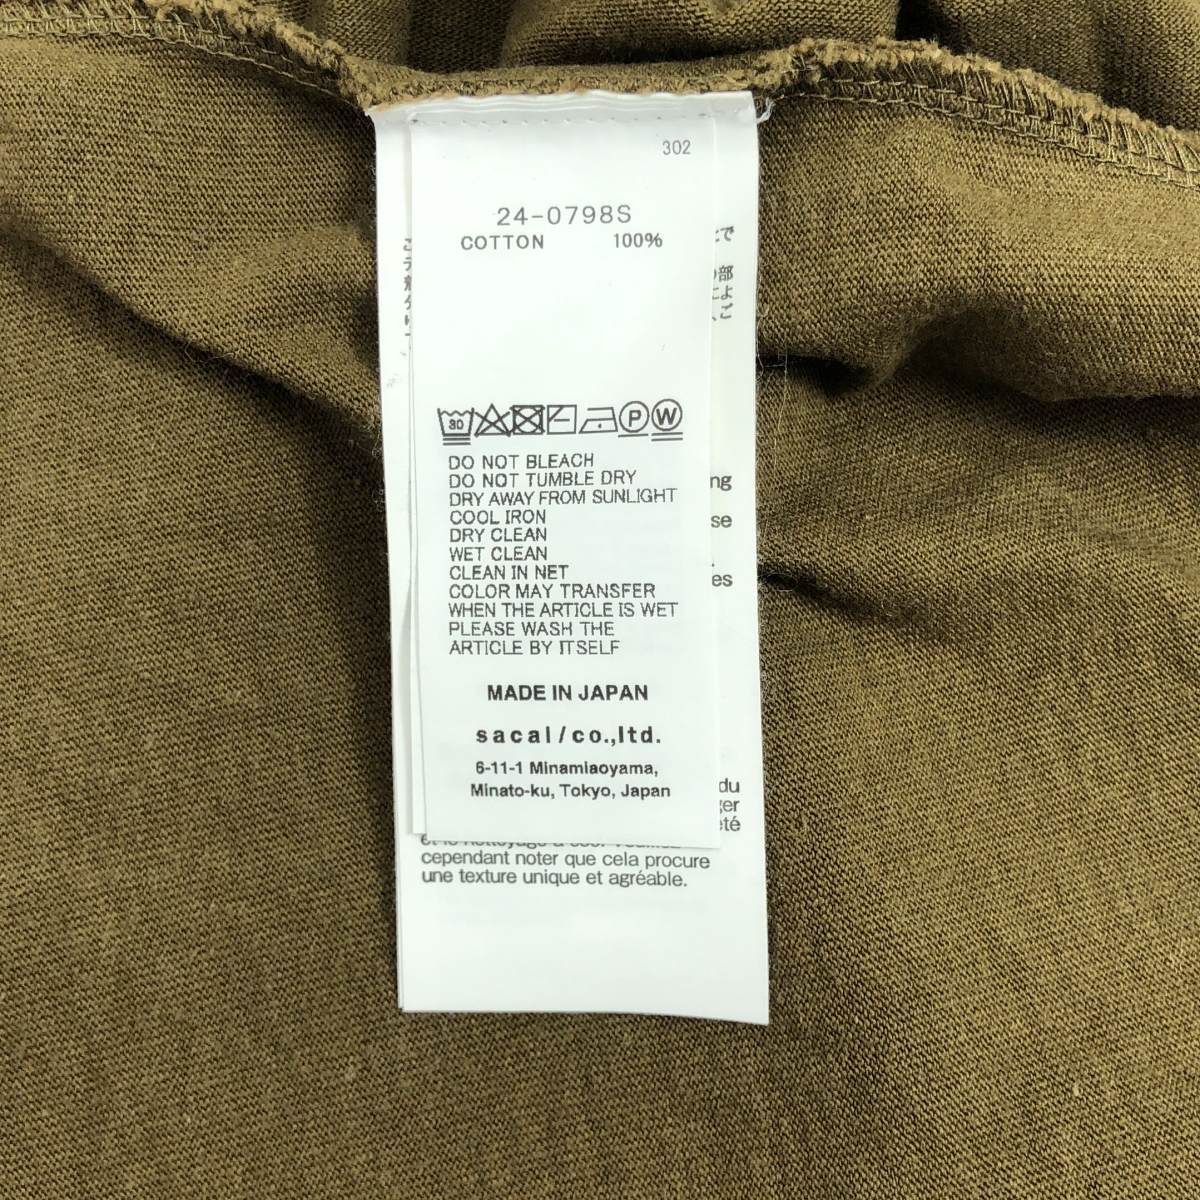 302
24-0798S
COTTON 100%
30
P W
DO NOT BLEACH
DO NOT TUMBLE DRY
DRY AWAY FROM SUNLIGHT
COOL IRON
DRY CLEAN
WET CLEAN
CLEAN IN NET
COLOR MAY TRANSFER
WHEN THE ARTICLE IS WET
PLEASE WASH THE
ARTICLE BY ITSELF
MADE IN JAPAN
sacai/co.,ltd.
6-11-1 Minamiaoyama,
Minato-ku, Tokyo, Japan
du
cependant noter que cela procure
une texture unique et agréable.